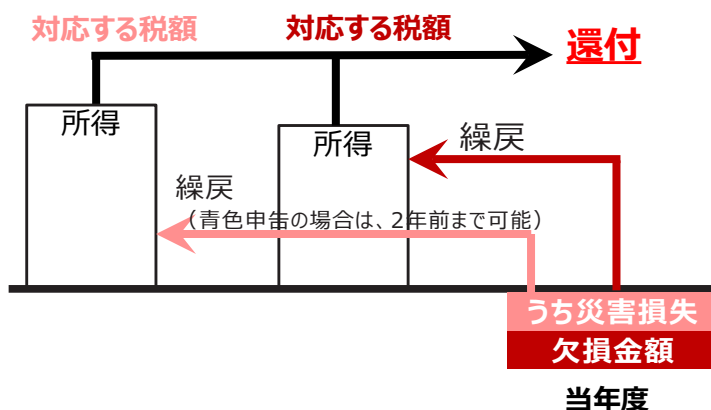 対応する税額
対応する税額
還付
所得
所得
繰戻
繰戻
（青色申告の場合は、2年前まで可能）
うち災害損失
欠損金額
当年度